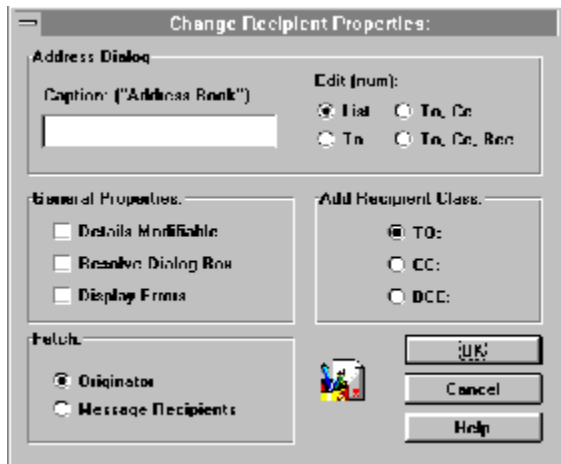 Change Recipient Properties:
Address Dialog
Caption: ("Address Book")
Edit (num):
List
To, Cc
To
To, Cc, Bcc
General Properties:
Details Modifiable
Resolve Dialog Box
Display Errors
Add Recipient Class:
TO:
CC:
BCC:
Fetch:
Originator
Message Recipients
OK
Cancel
Help